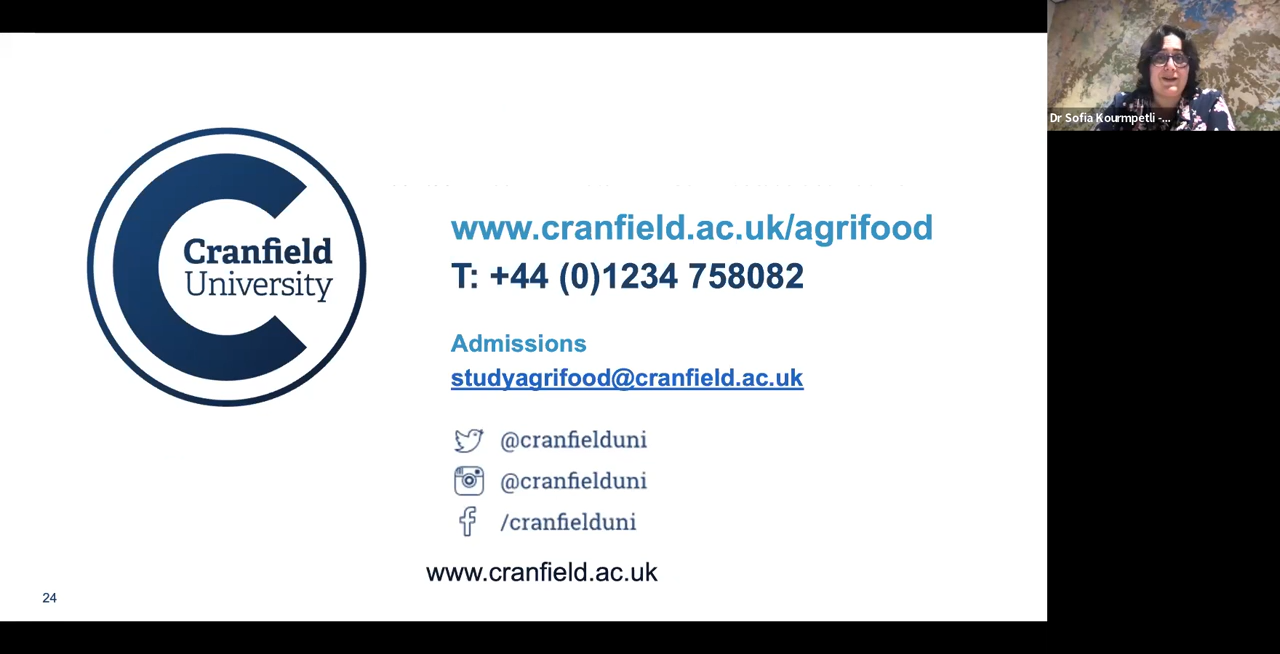 Cranfield
University
www.cranfield.ac.uk/agrifood
T: +44 (0)1234 758082
Admissions
studyagrifood@cranfield.ac.uk
@cranfielduni
@cranfielduni
/cranfielduni
www.cranfield.ac.uk
24
Dr Sofia Kourmpetli -...